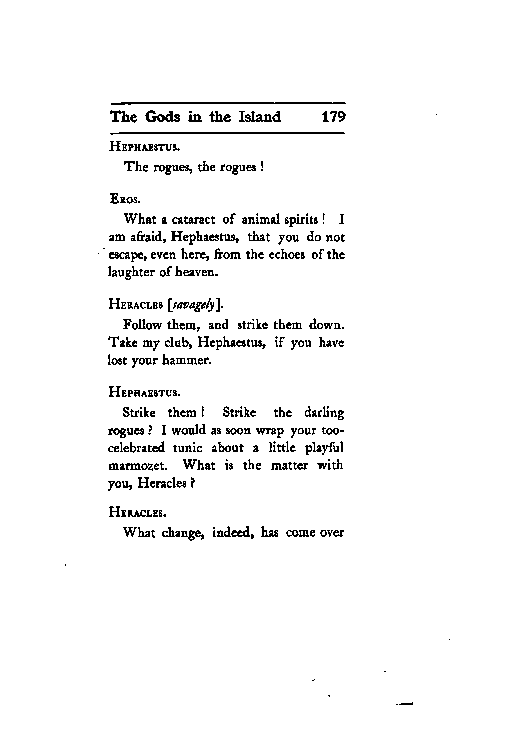 The Gods in the Island 179
HEPHAESTUS.
The rogues, the rogues!
EROS.
What a cataract of animal spirits! I
am afraid, Hephaestus, that you do not
escape, even here, from the echoes of the
laughter of heaven.
HERACLES [savagely].
Follow them, and strike them down.
Take my club, Hephaestus, if you have
lost your hammer.
HEPHAESTUS.
Strike them! Strike the darling
rogues? I would as soon wrap your too-
celebrated tunic about a little playful
marmozet. What is the matter with
you, Heracles?
HERACLES.
What change, indeed, has come over